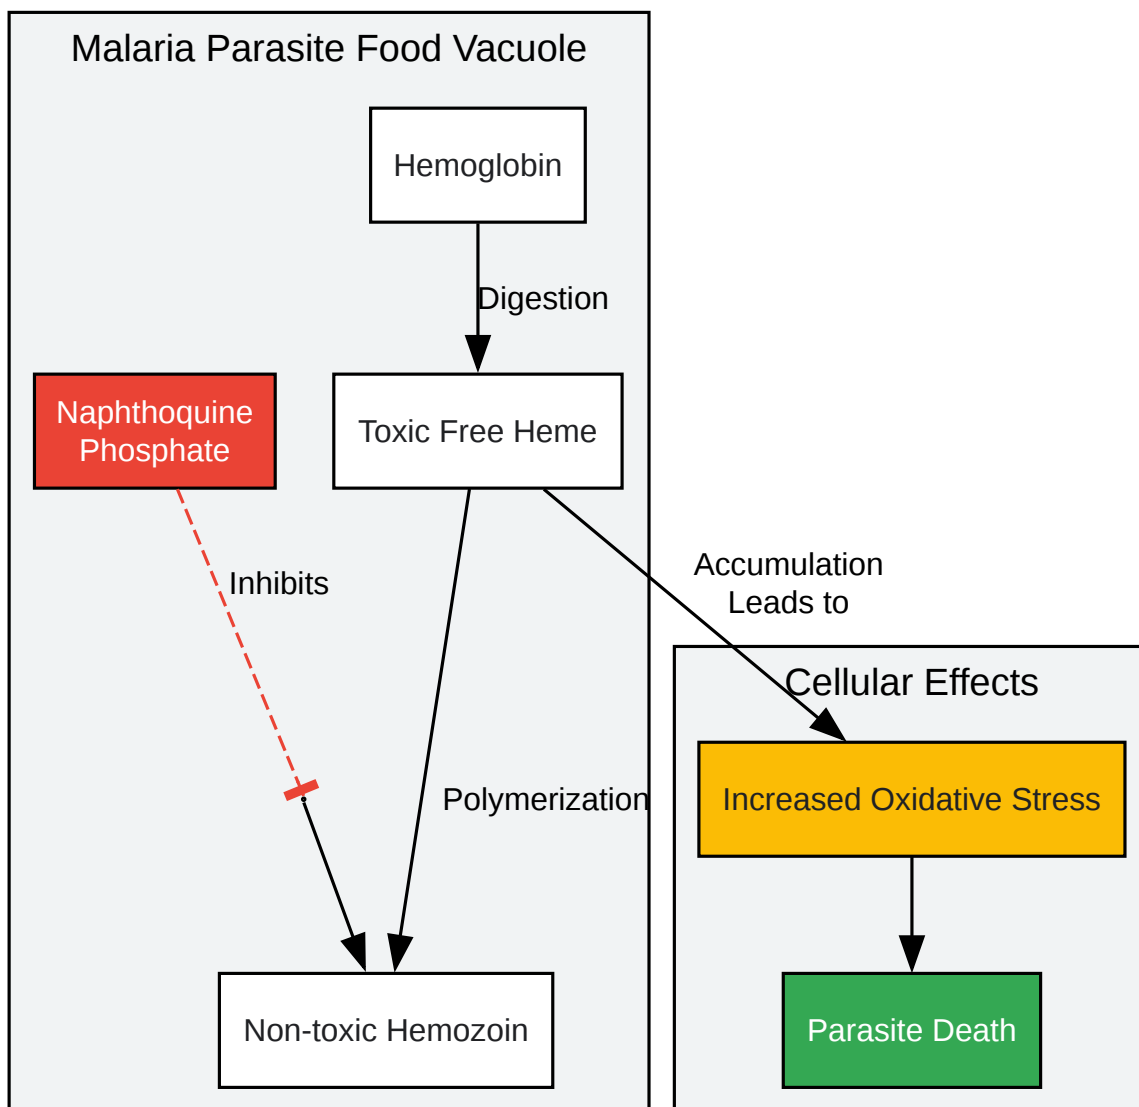 Malaria Parasite Food Vacuole
Hemoglobin
Digestion
Naphthoquine
Phosphate
Toxic Free Heme
Inhibits
Accumulation
Leads to
Cellular Effects
Polymerization
Increased Oxidative Stress
Non-toxic Hemozoin
Parasite Death